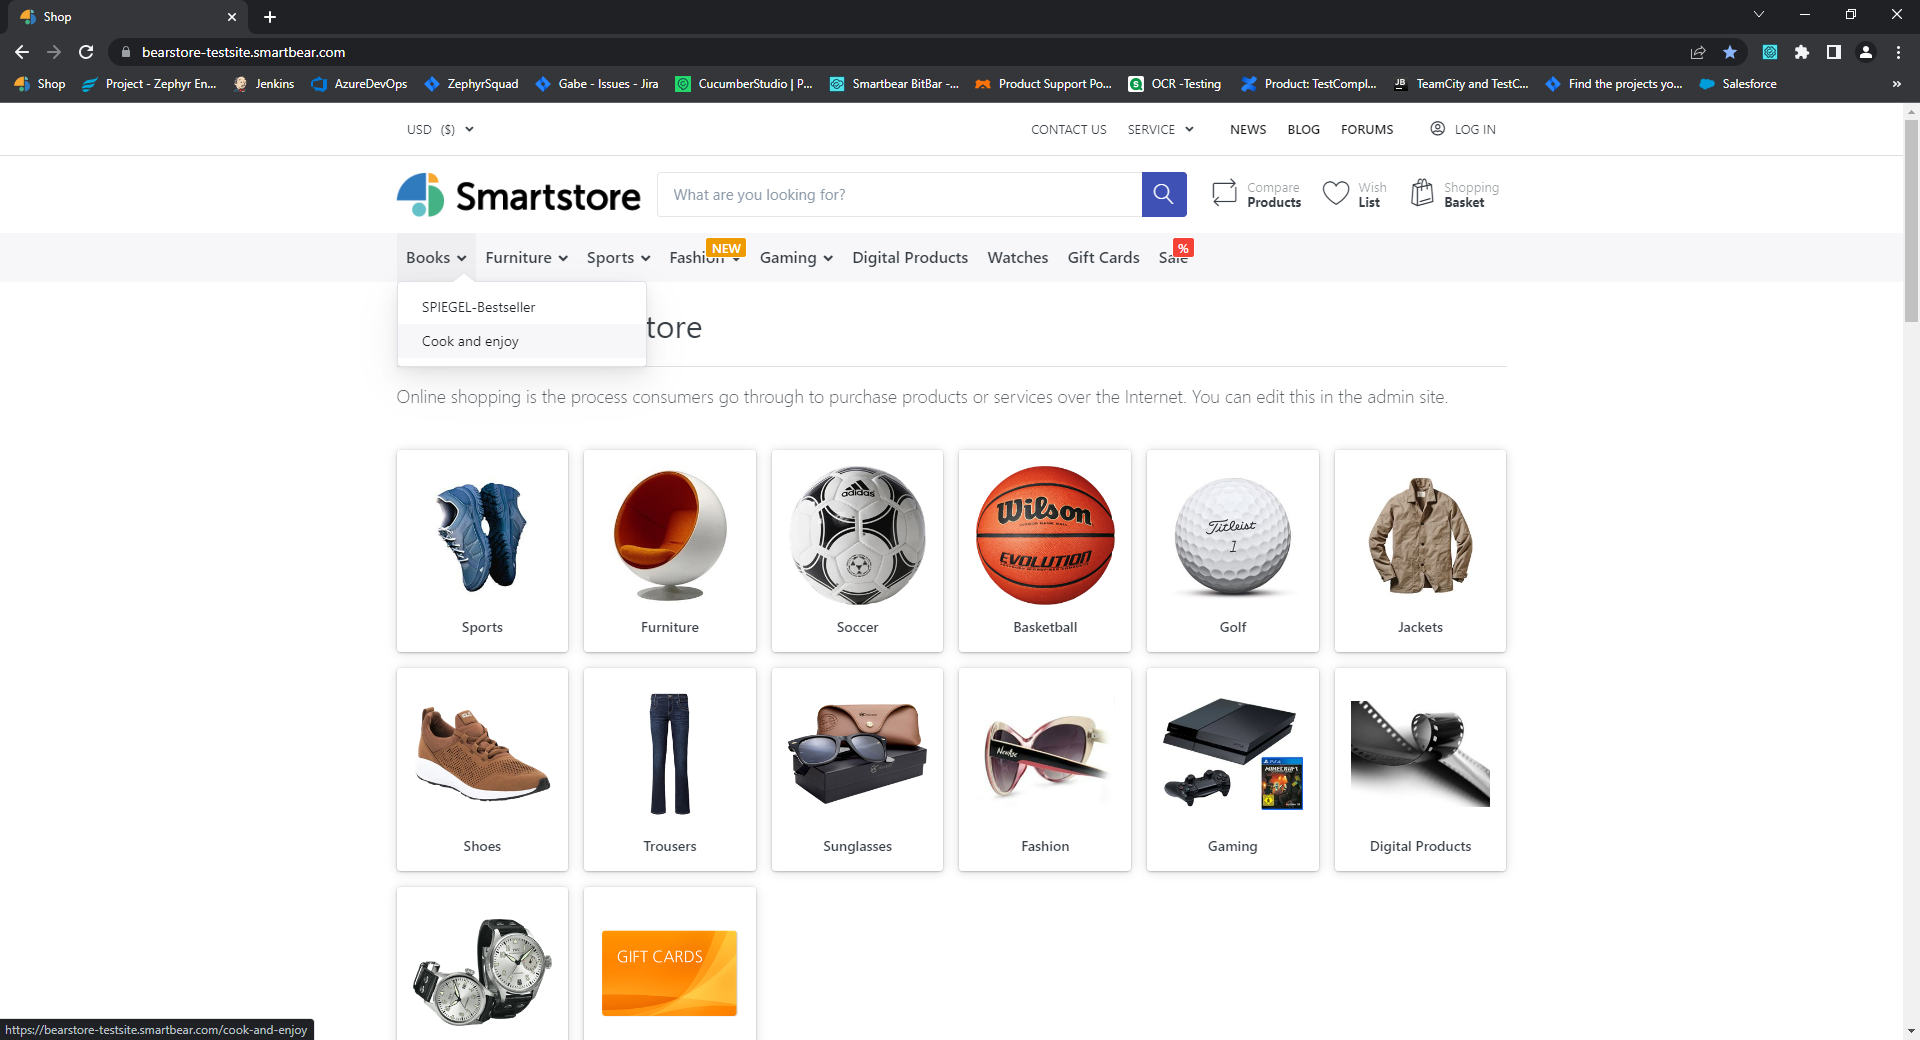 Shop
bearstore-testsite.smartbear.com
Shop Project - Zephyr En... Jenkins AzureDevOps ZephyrSquad Gabe - Issues - Jira CucumberStudio | P... Smartbear BitBar -... Product Support Po... OCR -Testing Product: TestCompl... TeamCity and TestC... Find the projects yo... Salesforce »
USD ($) CONTACT US SERVICE NEWS BLOG FORUMS LOG IN
Smartstore What are you looking for? Compare Products Wish List Shopping Basket
NEW %
Books Furniture Sports Fashion Gaming Digital Products Watches Gift Cards Sale
SPIEGEL-Bestseller
tore
Cook and enjoy
Online shopping is the process consumers go through to purchase products or services over the Internet. You can edit this in the admin site.
adidas
Wilson
EVOLUTION
Titleist
1
Sports Furniture Soccer Basketball Golf Jackets
MINECRAFT
Shoes Trousers Sunglasses Fashion Gaming Digital Products
GIFT CARDS
https://bearstore-testsite.smartbear.com/cook-and-enjoy